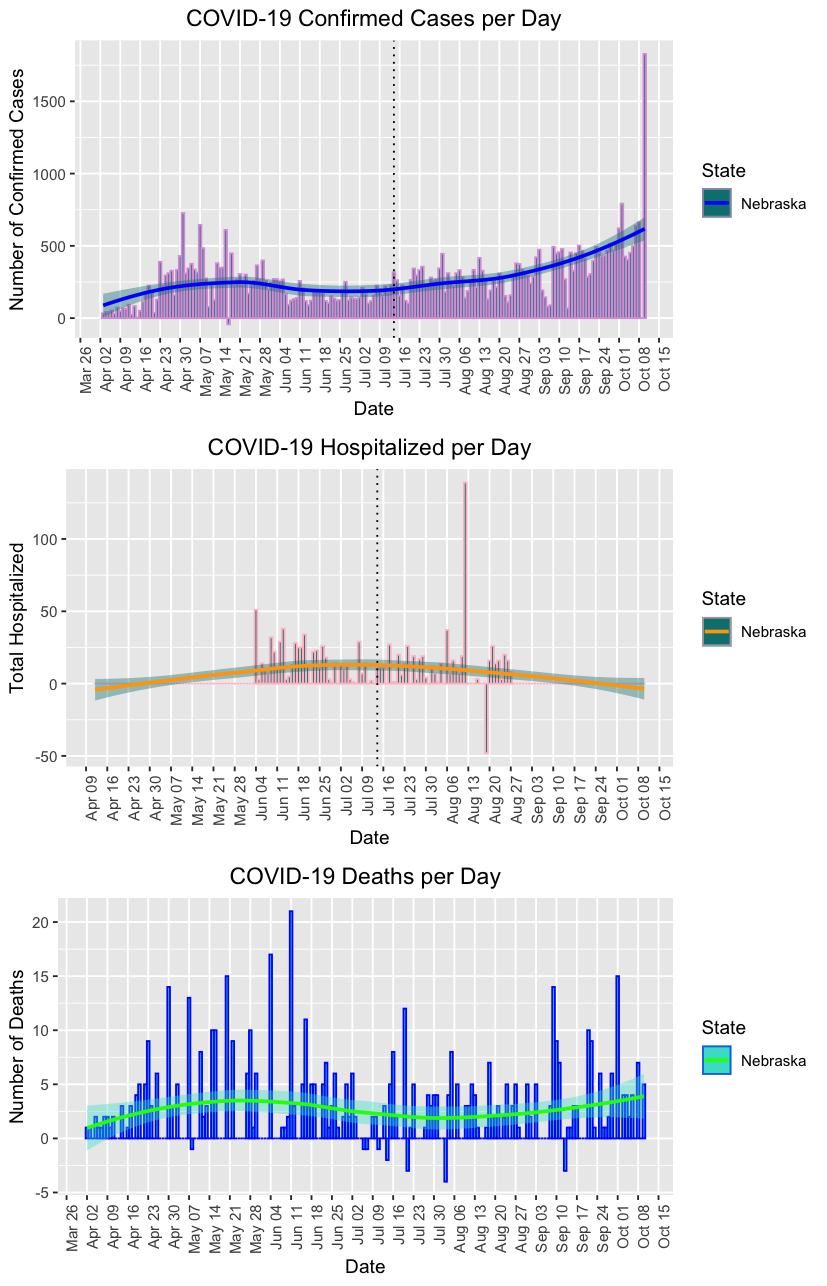 COVID-19 Confirmed Cases per Day
Number of Confirmed Cases
1500
1000
500
0
Mar 26
Apr 02
Apr 09
Apr 16
Apr 23
Apr 30
May 07
May 14
May 21
May 28
Jun 04
Jun 11
Jun 18
Jun 25
Jul 02
Jul 09
Jul 16
Jul 23
Jul 30
Aug 06
Aug 13
Aug 20
Aug 27
Sep 03
Sep 10
Sep 17
Sep 24
Oct 01
Oct 08
Oct 15
Date
State
Nebraska
COVID-19 Hospitalized per Day
Total Hospitalized
100
50
0
-50
Apr 09
Apr 16
Apr 23
Apr 30
May 07
May 14
May 21
May 28
Jun 04
Jun 11
Jun 18
Jun 25
Jul 02
Jul 09
Jul 16
Jul 23
Jul 30
Aug 06
Aug 13
Aug 20
Aug 27
Sep 03
Sep 10
Sep 17
Sep 24
Oct 01
Oct 08
Oct 15
Date
State
Nebraska
COVID-19 Deaths per Day
Number of Deaths
20
15
10
5
0
-5
Mar 26
Apr 02
Apr 09
Apr 16
Apr 23
Apr 30
May 07
May 14
May 21
May 28
Jun 04
Jun 11
Jun 18
Jun 25
Jul 02
Jul 09
Jul 16
Jul 23
Jul 30
Aug 06
Aug 13
Aug 20
Aug 27
Sep 03
Sep 10
Sep 17
Sep 24
Oct 01
Oct 08
Oct 15
Date
State
Nebraska